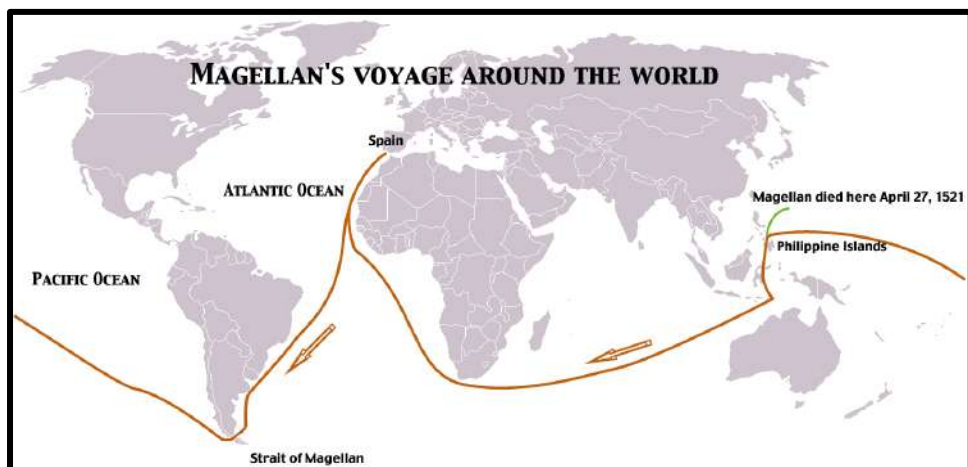 MAGELLAN'S VOYAGE AROUND THE WORLD
Spain
ATLANTIC OCEAN
Magellan died here April 27, 1521
Philippine Islands
PACIFIC OCEAN
Strait of Magellan